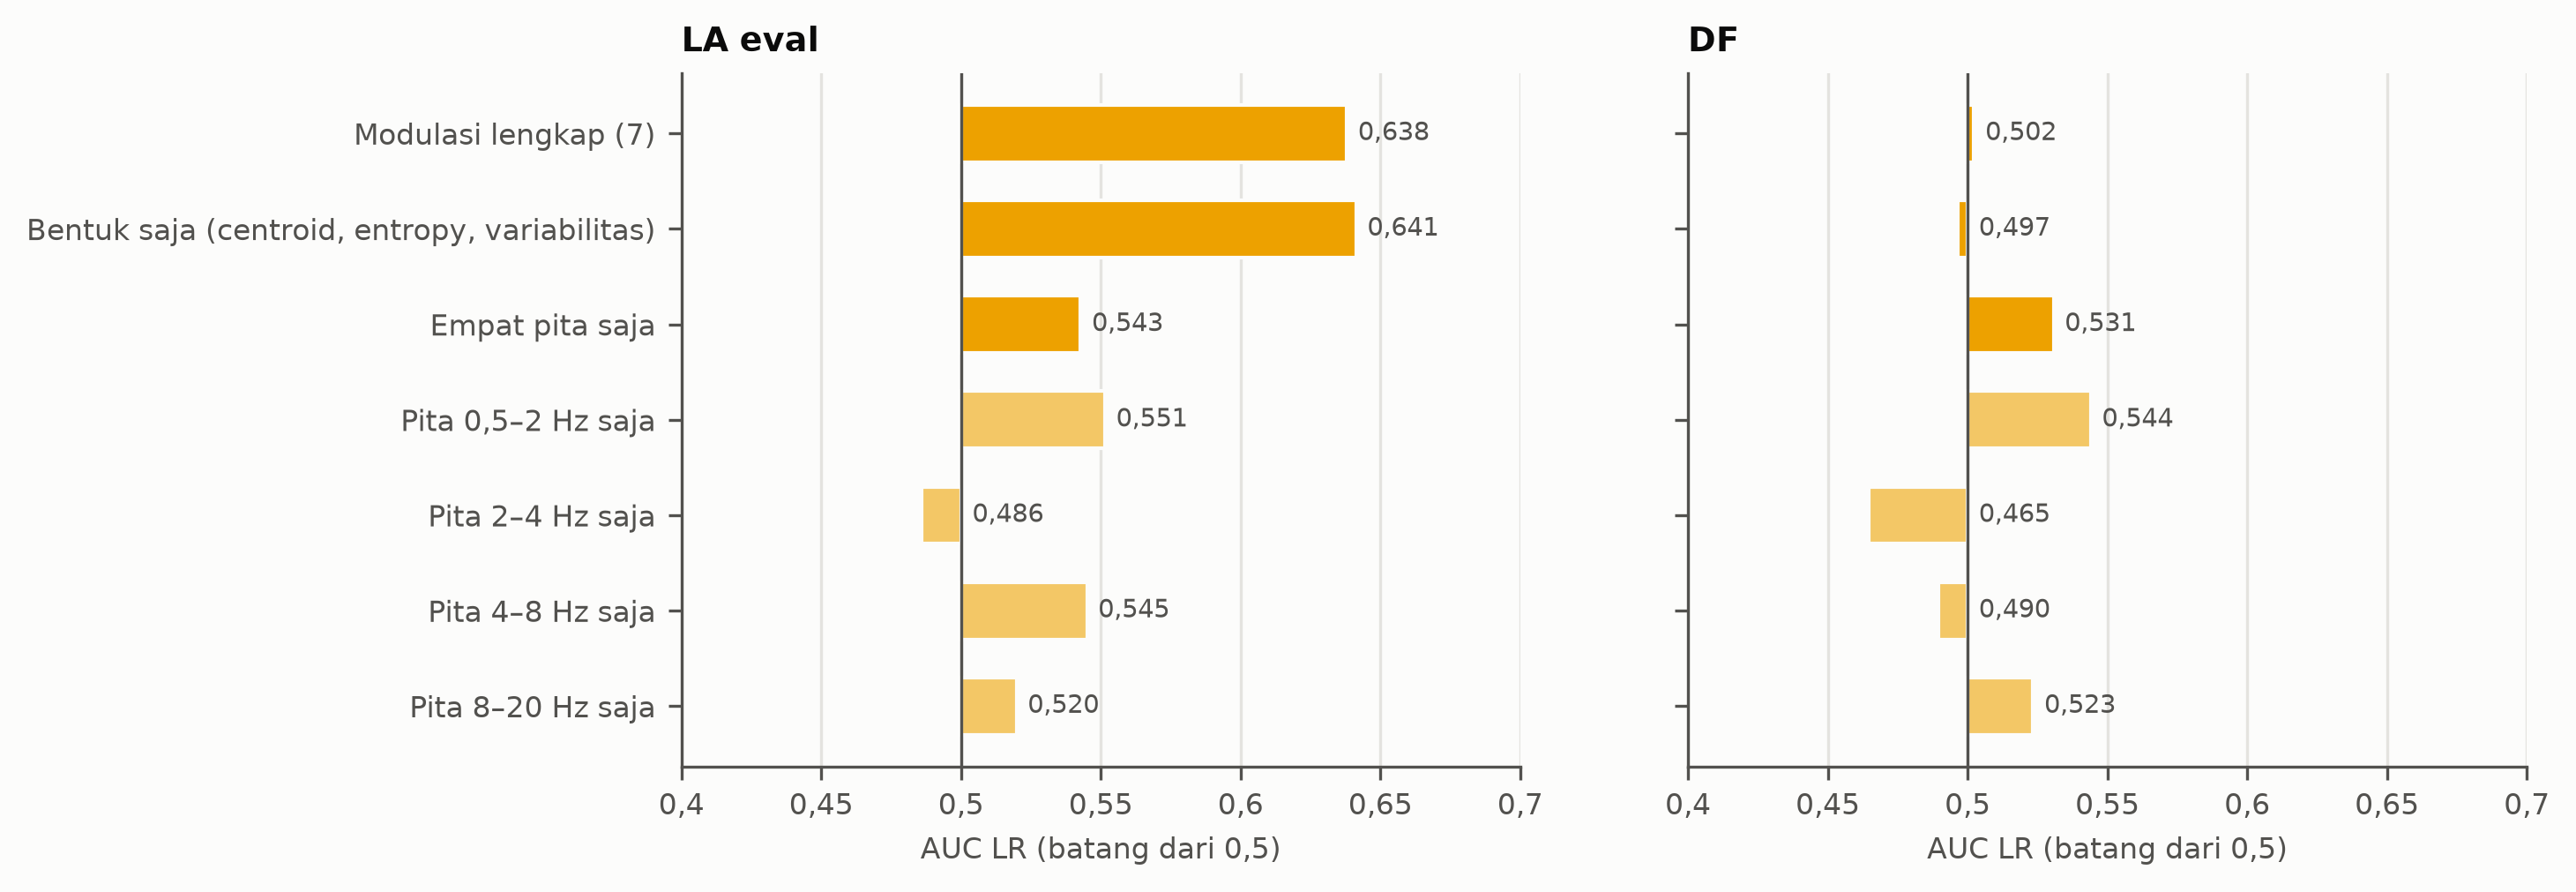 LA eval
Modulasi lengkap (7)
0,638
Bentuk saja (centroid, entropy, variabilitas)
0,641
Empat pita saja
0,543
Pita 0,5–2 Hz saja
0,551
Pita 2–4 Hz saja
0,486
Pita 4–8 Hz saja
0,545
Pita 8–20 Hz saja
0,520
0,4 0,45 0,5 0,55 0,6 0,65 0,7
AUC LR (batang dari 0,5)
DF
0,502
0,497
0,531
0,544
0,465
0,490
0,523
0,4 0,45 0,5 0,55 0,6 0,65 0,7
AUC LR (batang dari 0,5)